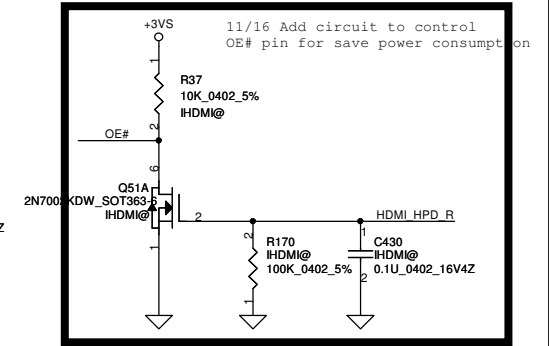 +3VS
11/16 Add circuit to control
OE# pin for save power consumption
1
R37
10K_0402_5%
IHDMI@
2
OE#
6
Q51A
2N7002KDW_SOT363-6
IHDMI@
2
HDMI_HPD_R
1
2
R170
IHDMI@
100K_0402_5%
1
1
C430
IHDMI@
0.1U_0402_16V4Z
2
Z